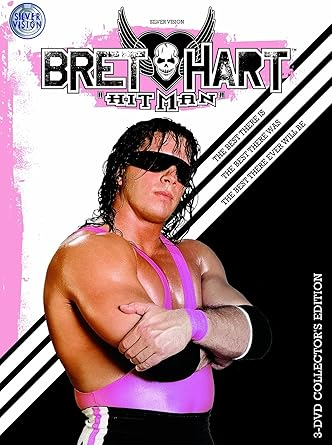 SILVER
VISION
SILVER VISION
BRET HART
"HITMAN"
THE BEST THERE IS
THE BEST THERE WAS
THE BEST THERE EVER WILL BE
3-DVD COLLECTOR'S EDITION